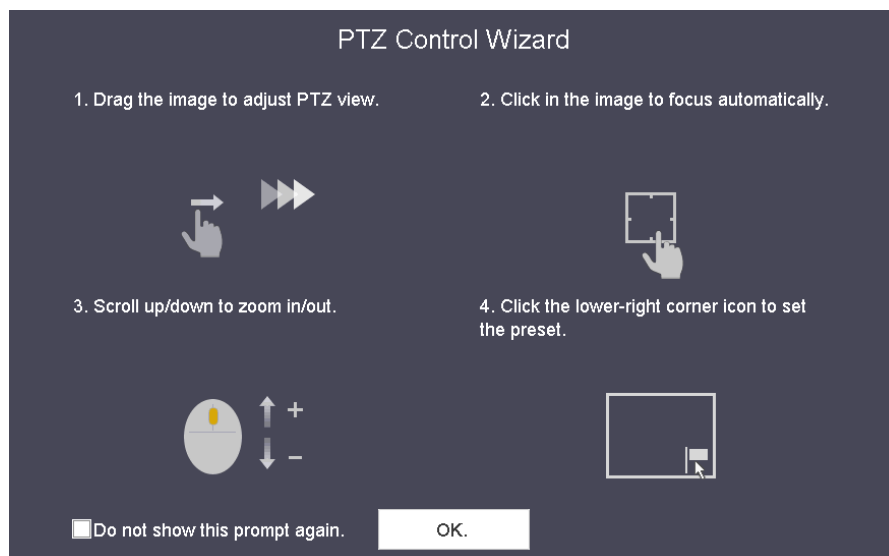 PTZ Control Wizard
1. Drag the image to adjust PTZ view.
2. Click in the image to focus automatically.
3. Scroll up/down to zoom in/out.
4. Click the lower-right corner icon to set
the preset.
Do not show this prompt again.
OK.